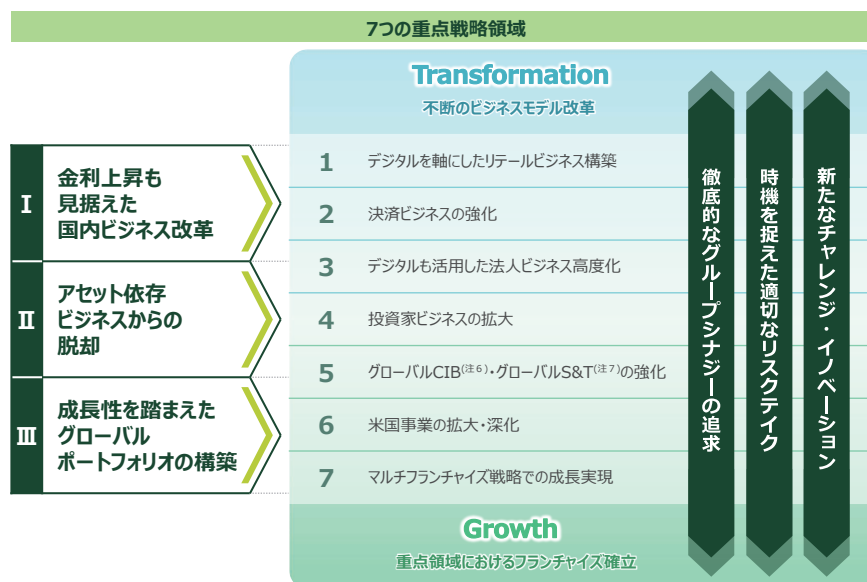 7つの重点戦略領域
Transformation
不断のビジネスモデル改革
Ⅰ
金利上昇も
見据えた
国内ビジネス改革
Ⅱ
アセット依存
ビジネスからの
脱却
Ⅲ
成長性を踏まえた
グローバル
ポートフォリオの構築
1 デジタルを軸にしたリテールビジネス構築
2 決済ビジネスの強化
3 デジタルも活用した法人ビジネス高度化
4 投資家ビジネスの拡大
5 グローバルCIB(注6)・グローバルS&T(注7)の強化
6 米国事業の拡大・深化
7 マルチフランチャイズ戦略での成長実現
徹底的なグループシナジーの追求
時機を捉えた適切なリスクテイク
新たなチャレンジ・イノベーション
Growth
重点領域におけるフランチャイズ確立